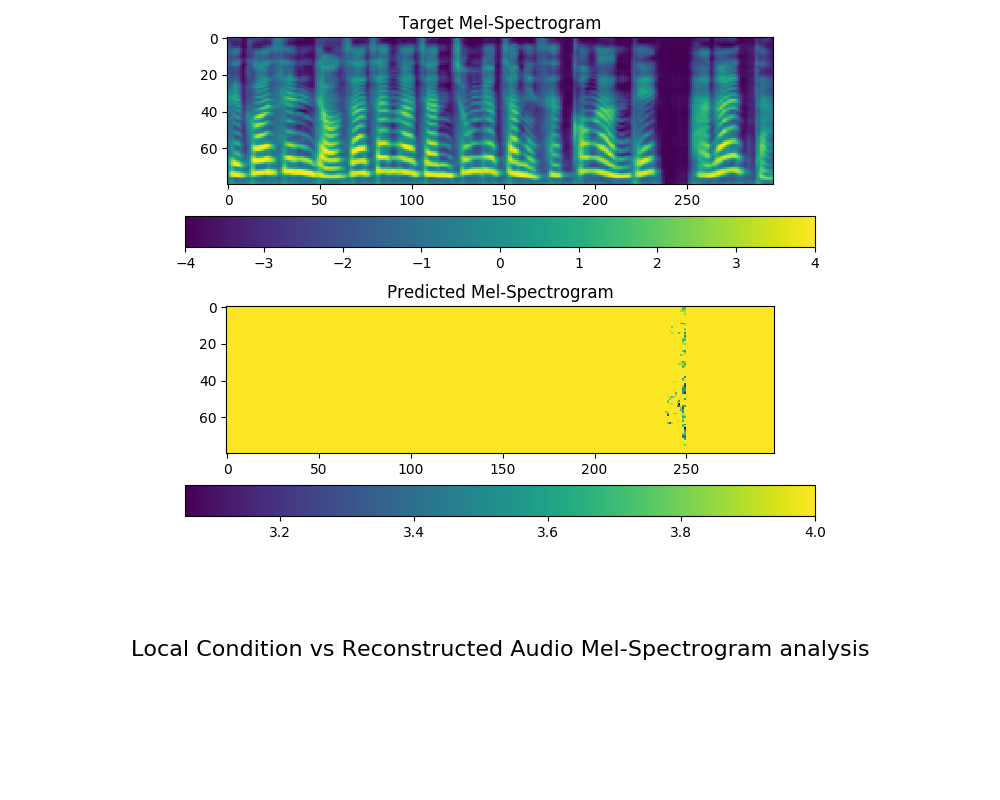 Target Mel-Spectrogram
0
20
40
60
0 50 100 150 200 250
−4 −3 −2 −1 0 1 2 3 4
Predicted Mel-Spectrogram
0
20
40
60
0 50 100 150 200 250
3.2 3.4 3.6 3.8 4.0
Local Condition vs Reconstructed Audio Mel-Spectrogram analysis